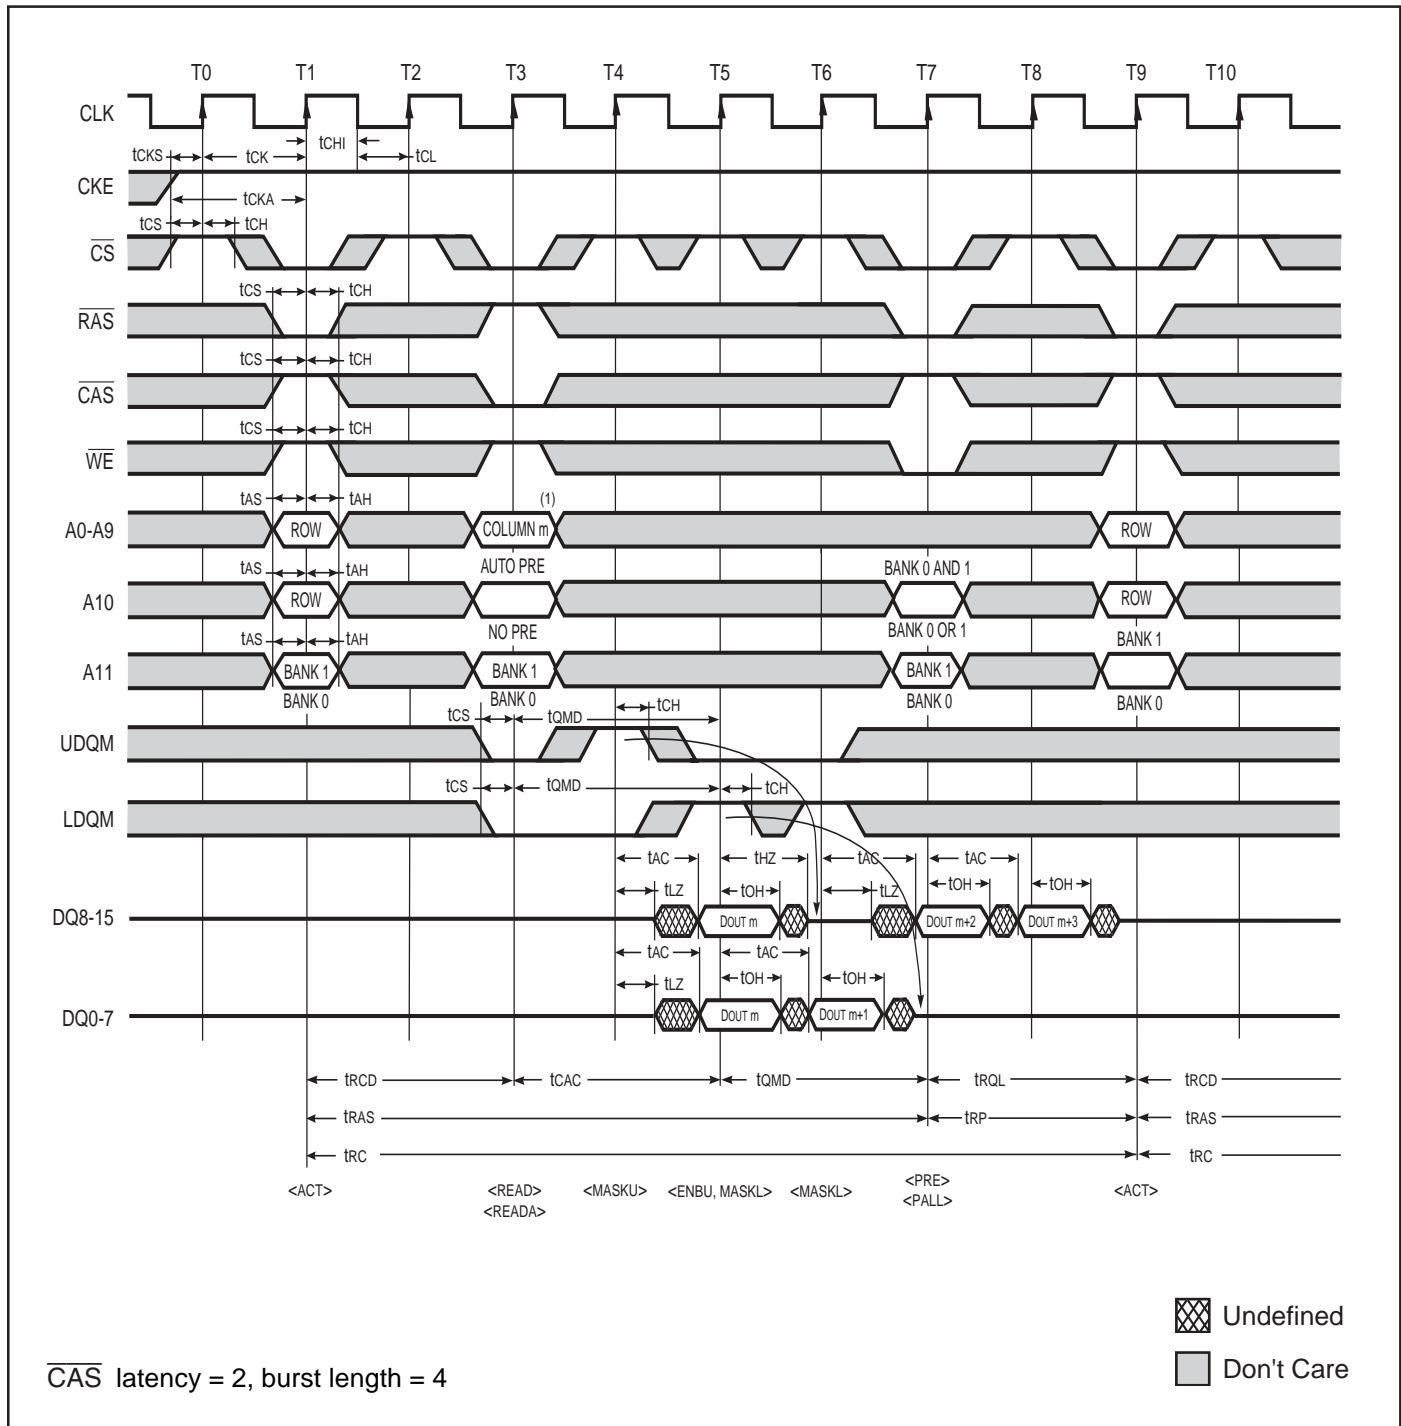 T0 T1 T2 T3 T4 T5 T6 T7 T8 T9 T10
CLK
tCHI
tCKS tCK tCL
CKE
tCKA
tCS tCH
CS
tCS tCH
RAS
tCS tCH
CAS
tCS tCH
WE
tAS tAH (1)
A0-A9 ROW COLUMN m ROW
tAS tAH AUTO PRE BANK 0 AND 1
A10 ROW ROW
NO PRE BANK 0 OR 1 BANK 1
tAS tAH
A11 BANK 1 BANK 1 BANK 1
BANK 0 BANK 0 BANK 0 BANK 0
tCS tQMD tCH
UDQM
tCS tQMD tCH
LDQM
tAC tHZ tAC tAC
tLZ tOH tLZ tOH tOH
DQ8-15 DOUT m DOUT m+2 DOUT m+3
tAC tAC
tLZ tOH tOH
DQ0-7 DOUT m DOUT m+1
tRCD tCAC tQMD tRQL tRCD
tRAS tRP tRAS
tRC tRC
<ACT> <READ> <MASKU> <ENBU, MASKL> <MASKL> <PRE> <ACT>
<READA> <PALL>
Undefined
Don't Care
CAS latency = 2, burst length = 4